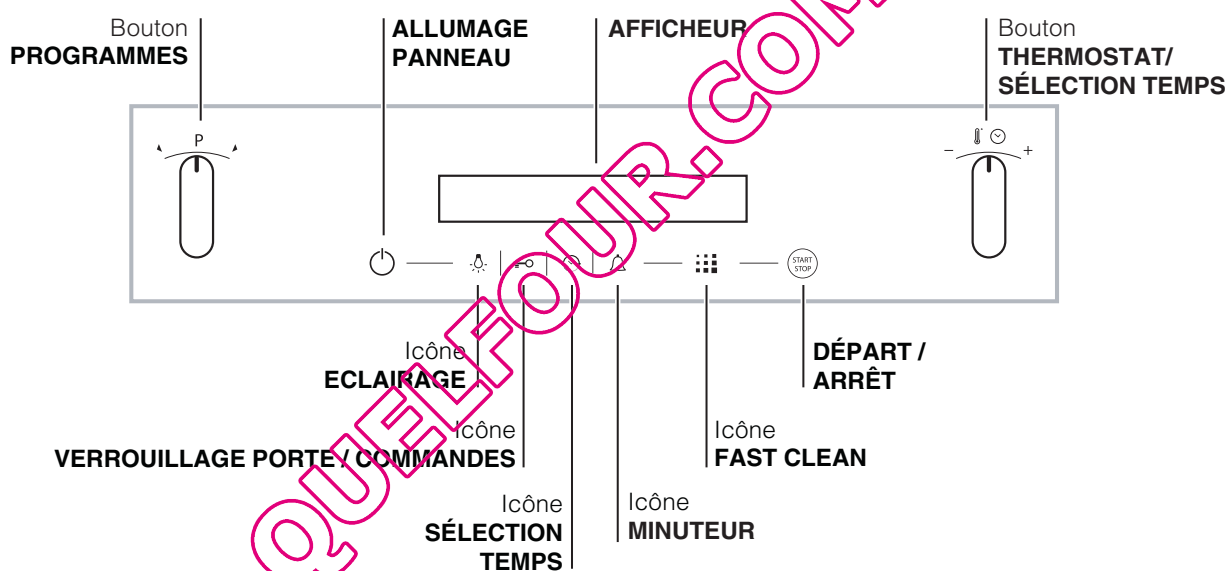 Bouton
PROGRAMMES
ALLUMAGE
PANNEAU
AFFICHEUR
Bouton
THERMOSTAT/
SÉLECTION TEMPS
P
- +
START
STOP
Icône
ECLAIRAGE
DÉPART /
ARRÊT
Icône
VERROUILLAGE PORTE / COMMANDES
Icône
FAST CLEAN
Icône
SÉLECTION
TEMPS
Icône
MINUTEUR
QUELFOUR.COM